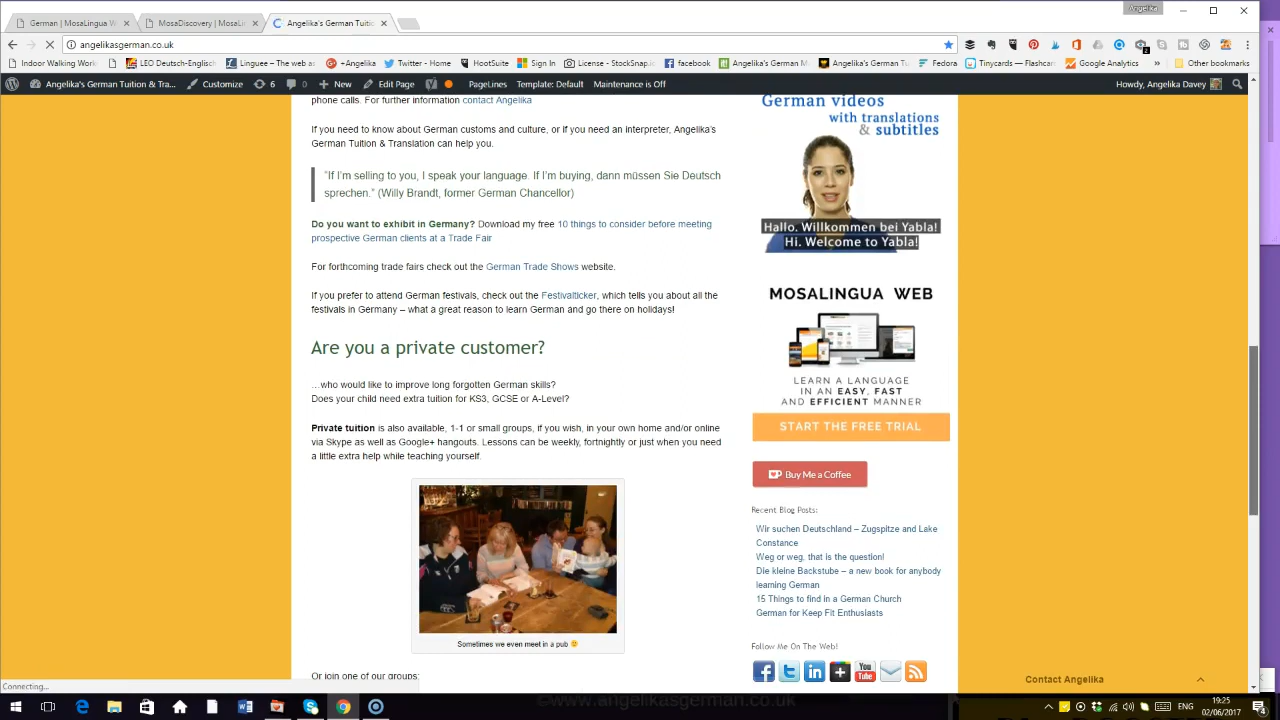 Angelika
German | MosaLingua W
MosaDiscovery | MosaLin
Angelika's German Tuitio
angelikasgerman.co.uk
Indoor Walking Work
LEO Deutsch-Englisch
Linguee – The web as
+Angelika
Twitter - Home
HootSuite
Sign In
License - StockSnap.io
facebook
Angelika's German M
Angelika's German Tu
Fedora
Tinycards — Flashcard
Google Analytics
»
Other bookmarks
Angelika's German Tuition & Tra...
Customize
6
0
New
Edit Page
PageLines
Template: Default
Maintenance is Off
Howdy, Angelika Davey
phone calls. For further information contact Angelika
If you need to know about German customs and culture, or if you need an interpreter, Angelika's
German Tuition & Translation can help you.
"If I'm selling to you, I speak your language. If I'm buying, dann müssen Sie Deutsch
sprechen." (Willy Brandt, former German Chancellor)
Do you want to exhibit in Germany? Download my free 10 things to consider before meeting
prospective German clients at a Trade Fair
For forthcoming trade fairs check out the German Trade Shows website.
If you prefer to attend German festivals, check out the Festivalticker, which tells you about all the
festivals in Germany – what a great reason to learn German and go there on holidays!
Are you a private customer?
…who would like to improve long forgotten German skills?
Does your child need extra tuition for KS3, GCSE or A-Level?
Private tuition is also available, 1-1 or small groups, if you wish, in your own home and/or online
via Skype as well as Google+ hangouts. Lessons can be weekly, fortnightly or just when you need
a little extra help while teaching yourself.
Sometimes we even meet in a pub 🙂
Or join one of our groups:
German videos
with translations
& subtitles
Hallo. Willkommen bei Yabla!
Hi. Welcome to Yabla!
MOSALINGUA WEB
LEARN A LANGUAGE
IN AN EASY, FAST
AND EFFICIENT MANNER
START THE FREE TRIAL
Buy Me a Coffee
Recent Blog Posts:
Wir suchen Deutschland – Zugspitze and Lake
Constance
Weg or weg, that is the question!
Die kleine Backstube – a new book for anybody
learning German
15 Things to find in a German Church
German for Keep Fit Enthusiasts
Follow Me On The Web!
You
Tube
Contact Angelika
Connecting...
©www.angelikasgerman.co.uk
ENG
19:25
02/06/2017
4